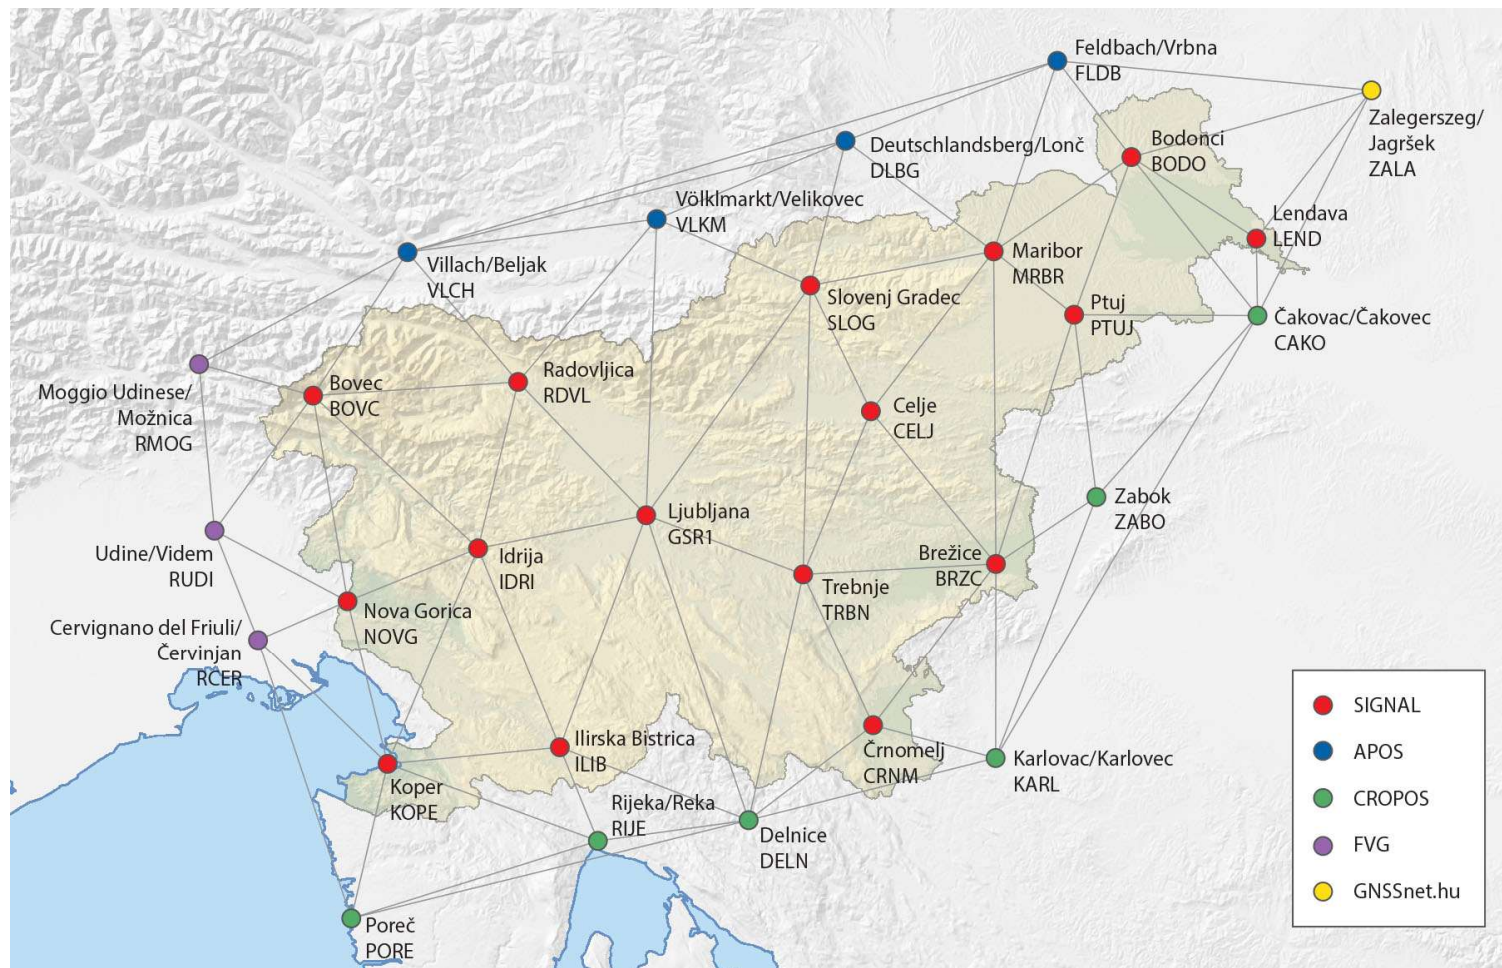 Feldbach/Vrbna
FLDB
Zalegerszeg/
Jagršek
ZALA
Deutschlandsberg/Lonč
DLBG
Bodonci
BODO
Völklmarkt/Velikovec
VLKM
Lendava
LEND
Villach/Beljak
VLCH
Maribor
MRBR
Slovenj Gradec
SLOG
Ptuj
PTUJ
Čakovac/Čakovec
CAKO
Moggio Udinese/
Možnica
RMOG
Bovec
BOVC
Radovljica
RDVL
Celje
CELJ
Ljubljana
GSR1
Zabok
ZABO
Udine/Videm
RUDI
Idrija
IDRI
Brežice
BRZC
Trebnje
TRBN
Nova Gorica
NOVG
Cervignano del Friuli/
Červinjan
RCER
Ilirska Bistrica
ILIB
Črnomelj
CRNM
Karlovac/Karlovec
KARL
Koper
KOPE
Rijeka/Reka
RIJE
Delnice
DELN
Poreč
PORE
SIGNAL
APOS
CROPOS
FVG
GNSSnet.hu